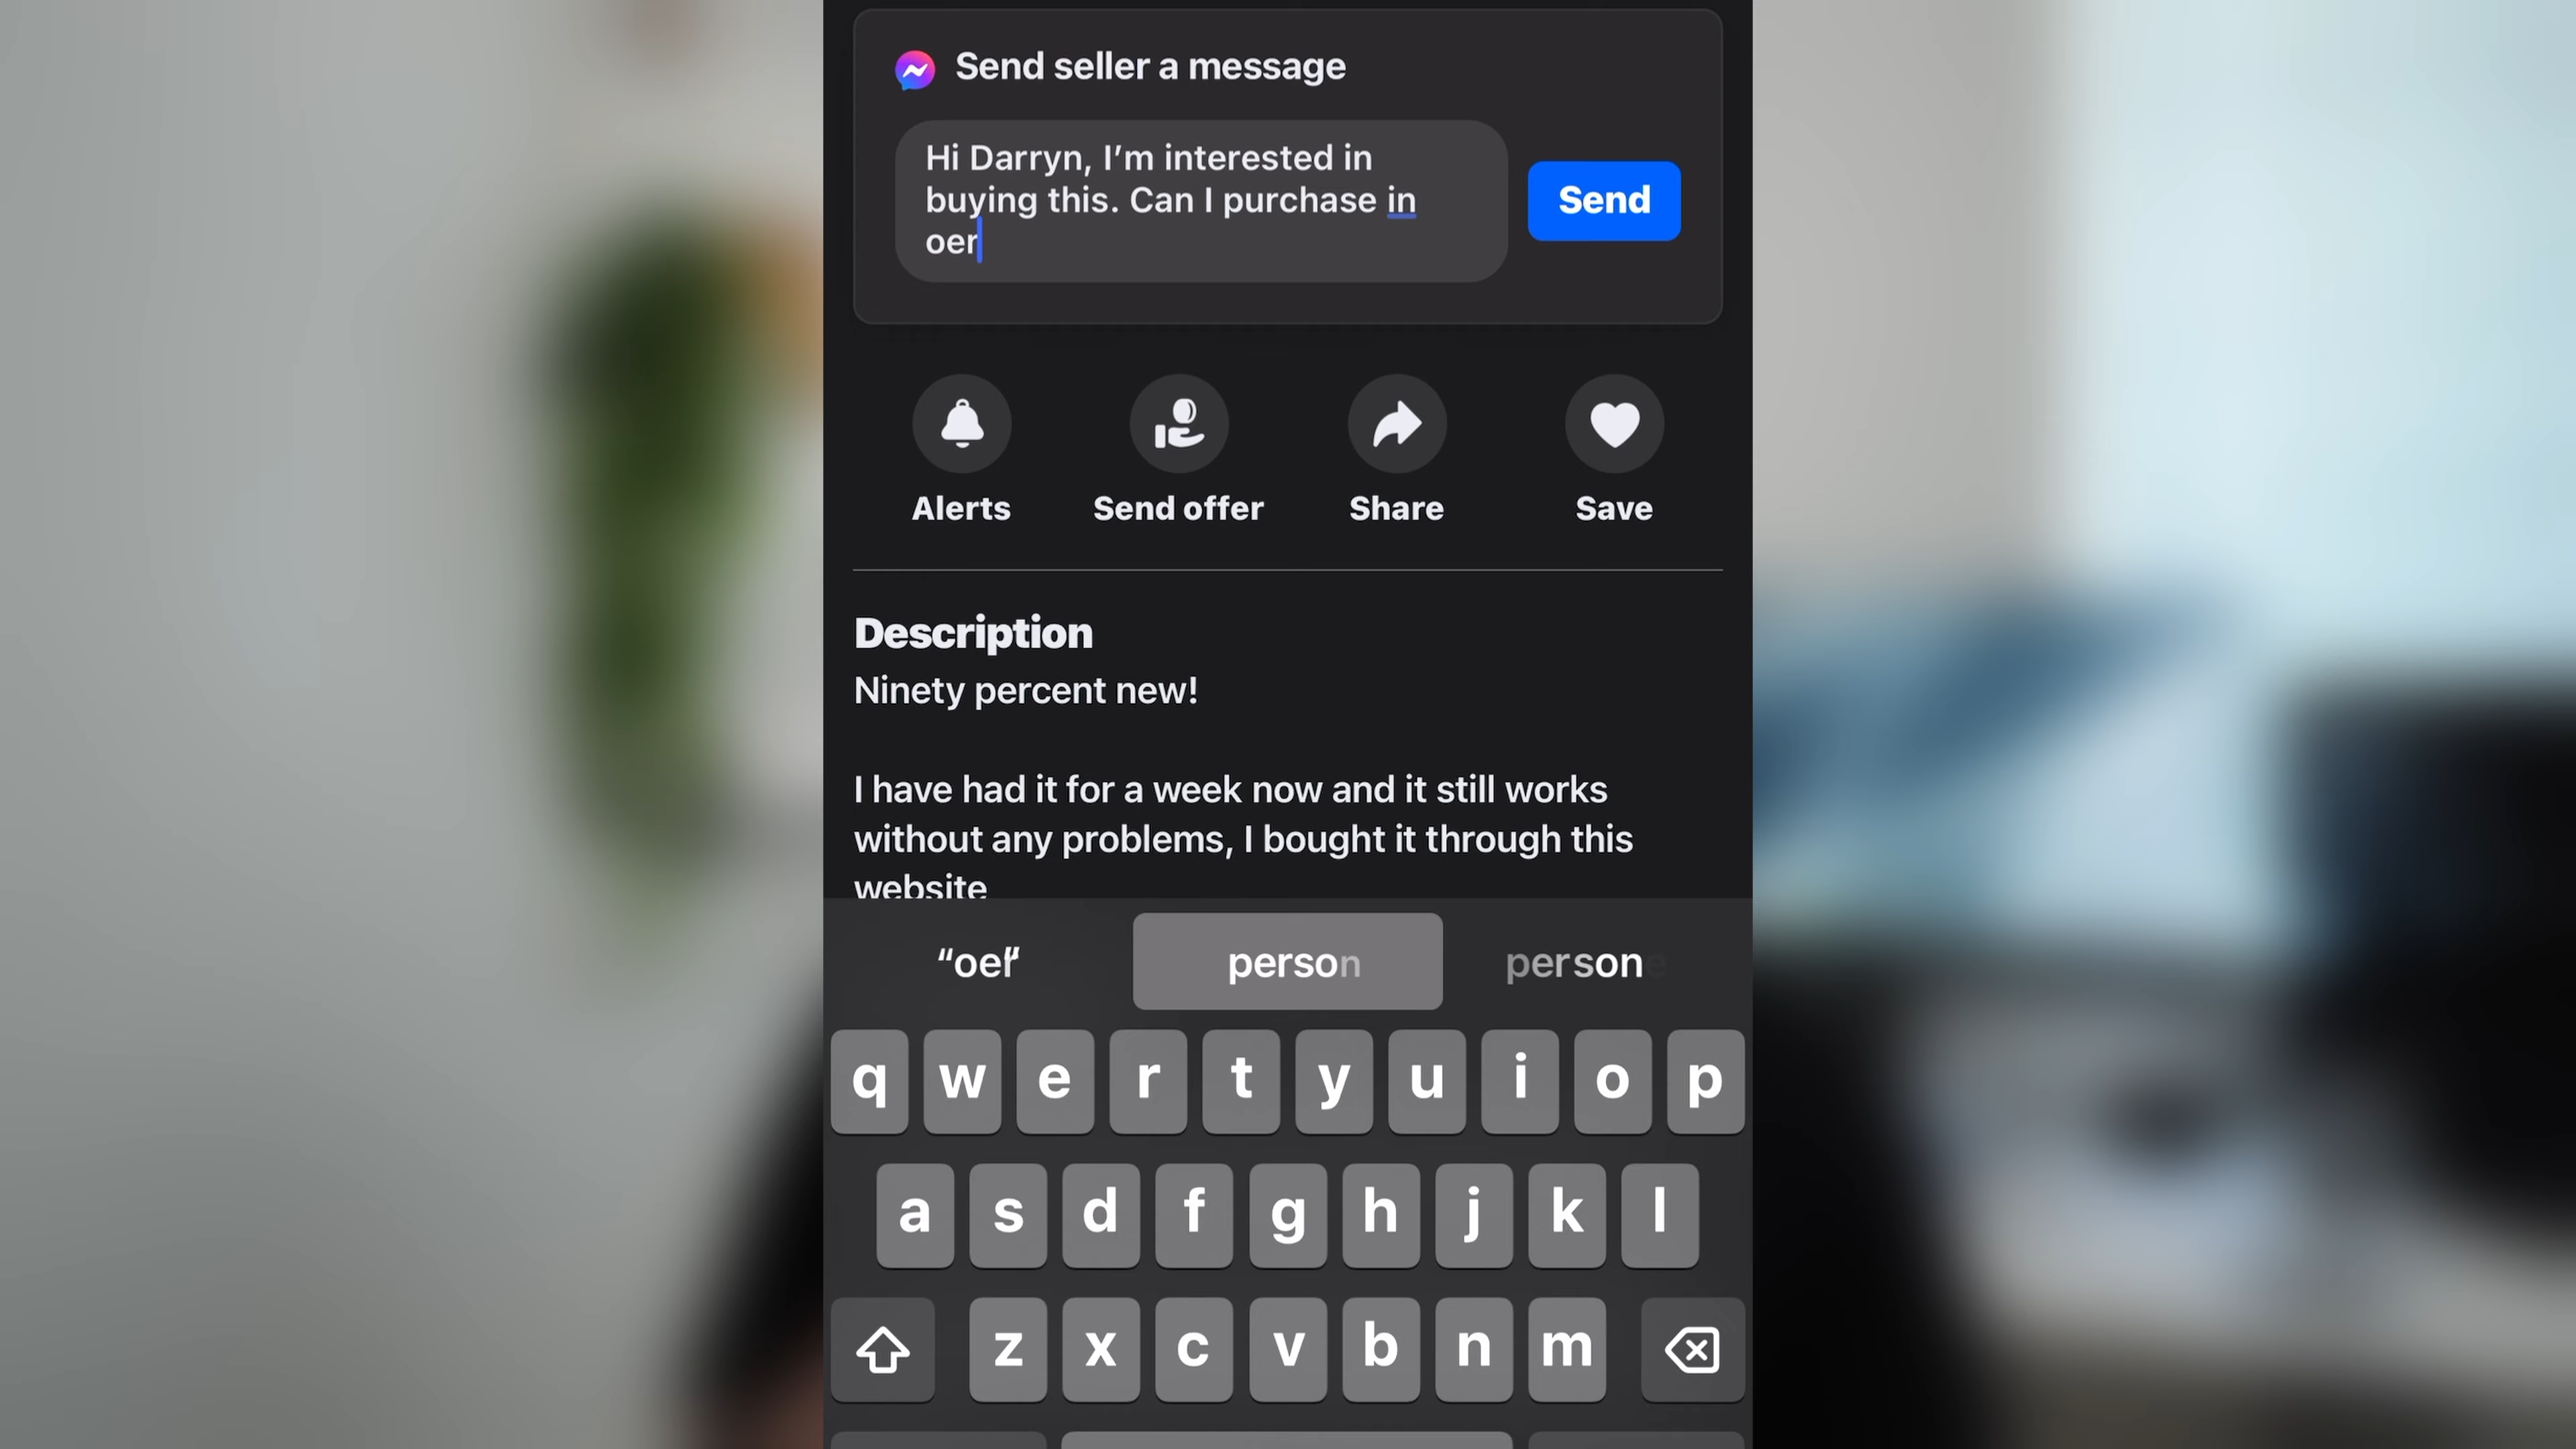 Send seller a message
Hi Darryn, I’m interested in
buying this. Can I purchase in
oer
Send
Alerts
Send offer
Share
Save
Description
Ninety percent new!
I have had it for a week now and it still works
without any problems, I bought it through this
website
“oer” person persone
q w e r t y u i o p
a s d f g h j k l
z x c v b n m